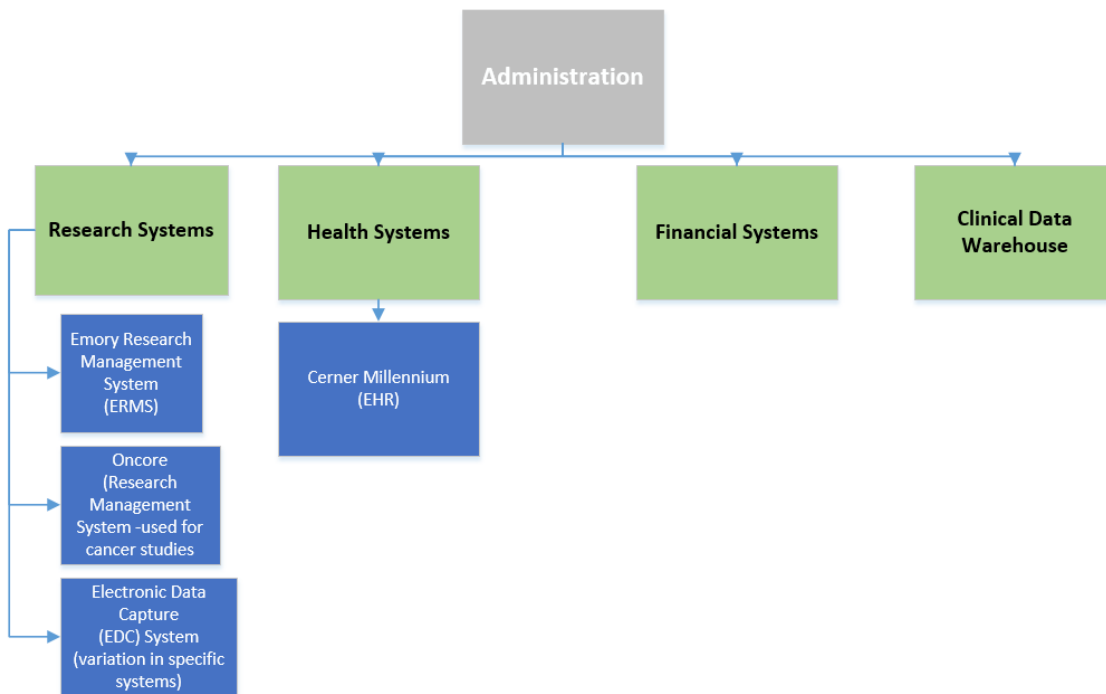 Administration
Research Systems
Health Systems
Financial Systems
Clinical Data
Warehouse
Emory Research
Management
System
(ERMS)
Cerner Millennium
(EHR)
Oncore
(Research
Management
System -used for
cancer studies
Electronic Data
Capture
(EDC) System
(variation in specific
systems)